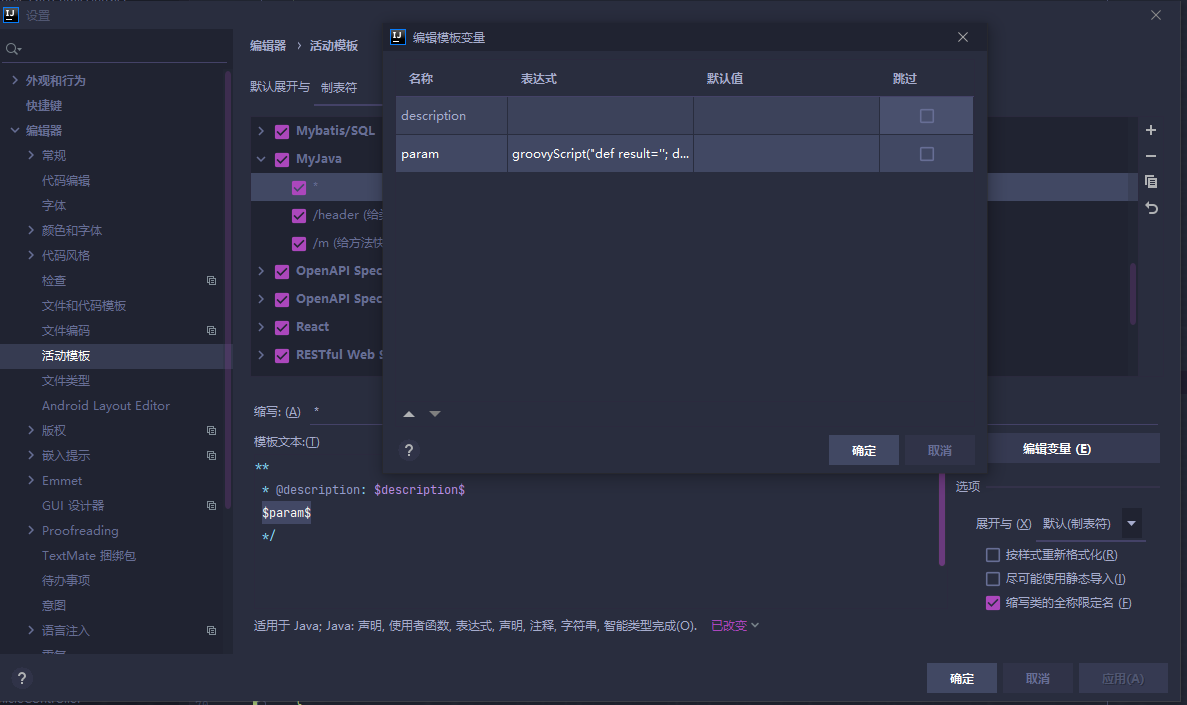 设置
外观和行为
快捷键
编辑器
常规
代码编辑
字体
颜色和字体
代码风格
检查
文件和代码模板
文件编码
活动模板
文件类型
Android Layout Editor
版权
嵌入提示
Emmet
GUI 设计器
Proofreading
TextMate 捆绑包
待办事项
意图
语言注入
编辑器 › 活动模板
默认展开与 制表符
Mybatis/SQL
MyJava
*
/header (给
/m (给方法快
OpenAPI Spec
OpenAPI Spec
React
RESTful Web S
编辑模板变量
名称 表达式 默认值 跳过
description
param groovyScript("def result=''; d...
? 确定 取消
缩写: (A) *
模板文本:(T)
**
* @description: $description$
$param$
*/
编辑变量 (E)
选项
展开与 (X) 默认(制表符)
按样式重新格式化(R)
尽可能使用静态导入(I)
缩写类的全称限定名 (F)
适用于 Java; Java: 声明, 使用者函数, 表达式, 声明, 注释, 字符串, 智能类型完成(O). 已改变
? 确定 取消 应用(A)